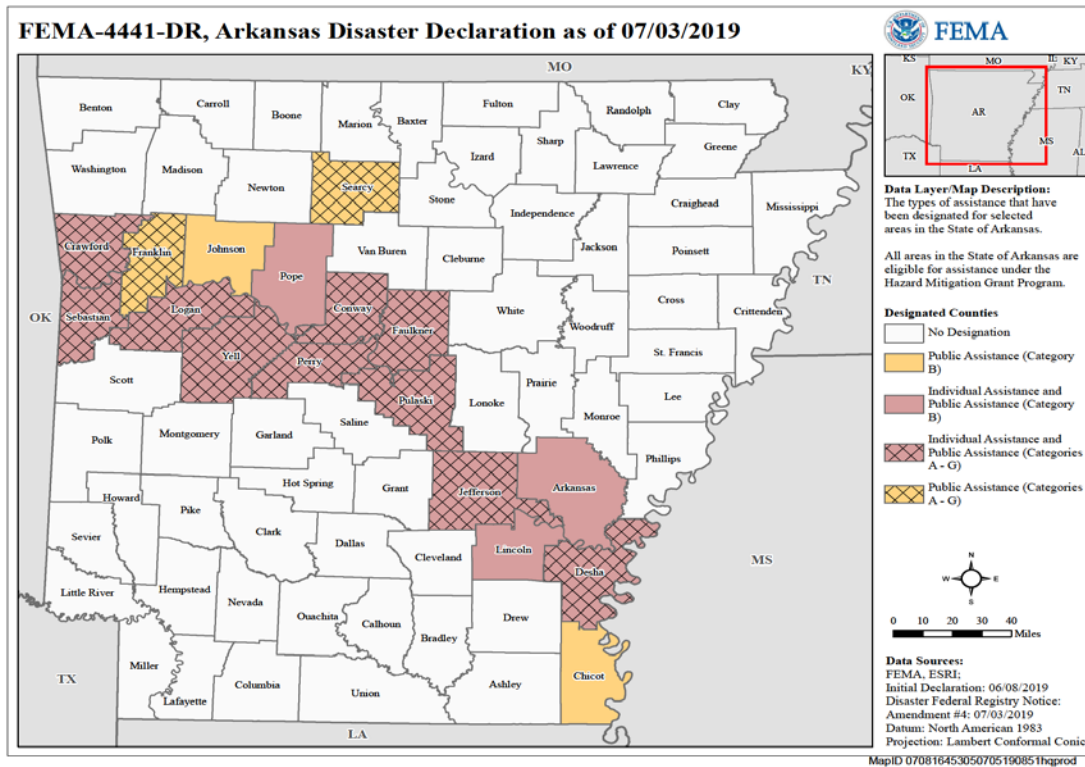 FEMA-4441-DR, Arkansas Disaster Declaration as of 07/03/2019
FEMA
MO
KY
Benton
Carroll
Boone
Marion
Baxter
Fulton
Randolph
Clay
Sharp
Izard
Greene
Lawrence
Washington
Madison
Newton
Searcy
Stone
Independence
Craighead
Mississippi
Jackson
Poinsett
Crawford
Franklin
Johnson
Pope
Van Buren
Cleburne
TN
OK
Sebastian
Logan
Conway
Faulkner
White
Woodruff
Cross
Crittenden
St. Francis
Yell
Perry
Scott
Pulaski
Lonoke
Prairie
Monroe
Lee
Polk
Montgomery
Garland
Saline
Phillips
Hot Spring
Grant
Jefferson
Arkansas
Howard
Pike
Sevier
Clark
Dallas
Cleveland
Lincoln
Desha
MS
Little River
Hempstead
Nevada
Ouachita
Calhoun
Bradley
Drew
TX
Miller
Lafayette
Columbia
Union
Ashley
Chicot
LA
KS
MO
IL
KY
OK
AR
TN
TX
LA
MS
AL
Data Layer/Map Description:
The types of assistance that have
been designated for selected
areas in the State of Arkansas.
All areas in the State of Arkansas are
eligible for assistance under the
Hazard Mitigation Grant Program.
Designated Counties
No Designation
Public Assistance (Category
B)
Individual Assistance and
Public Assistance (Category
B)
Individual Assistance and
Public Assistance (Categories
A - G)
Public Assistance (Categories
A - G)
N
W
E
S
0 10 20 30 40
Miles
Data Sources:
FEMA, ESRI;
Initial Declaration: 06/08/2019
Disaster Federal Registry Notice:
Amendment #4: 07/03/2019
Datum: North American 1983
Projection: Lambert Conformal Conic
MapID 070816453050705190851hqprod